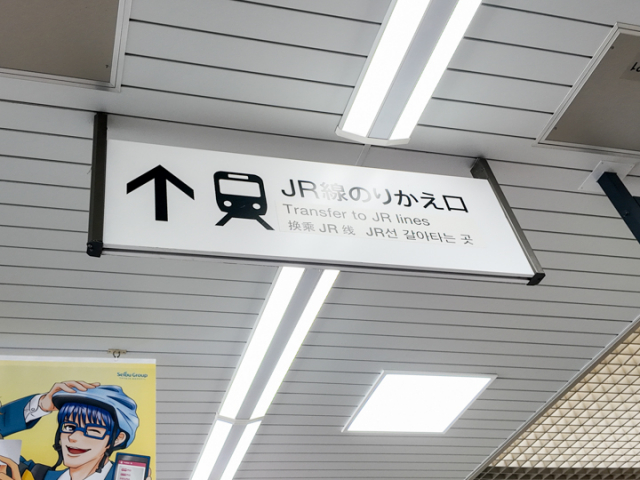 JR線のりかえ口
Transfer to JR lines
换乘 JR 线 JR선 갈아타는 곳